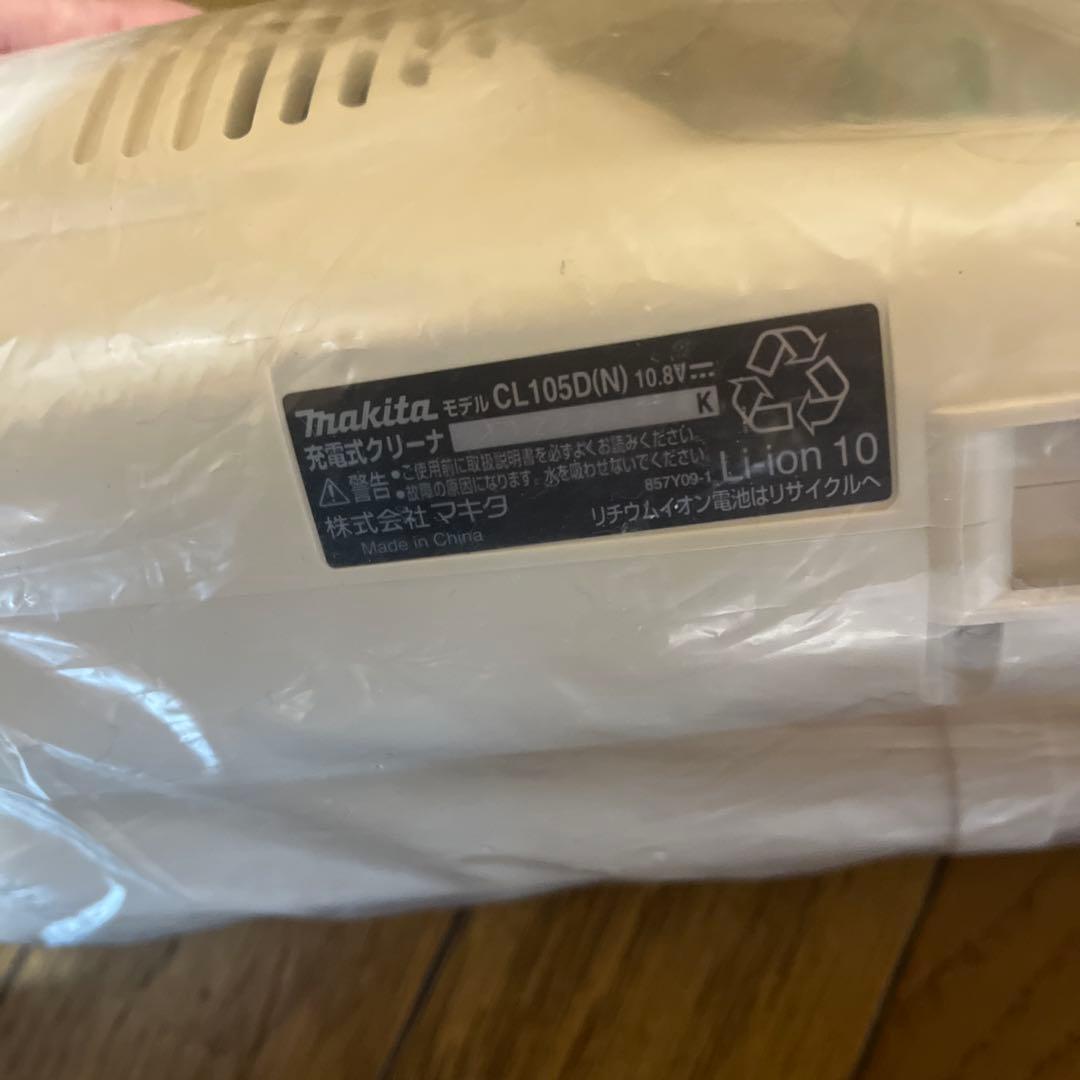 makita モデル CL105D(N) 10.8V
充電式クリーナ K
警告 •ご使用前に取扱説明書を必ずよくお読みください。
•故障の原因になります。水を吸わせないでください。
857Y09-1 Li-ion 10
株式会社 マキタ リチウムイオン電池はリサイクルへ
Made in China